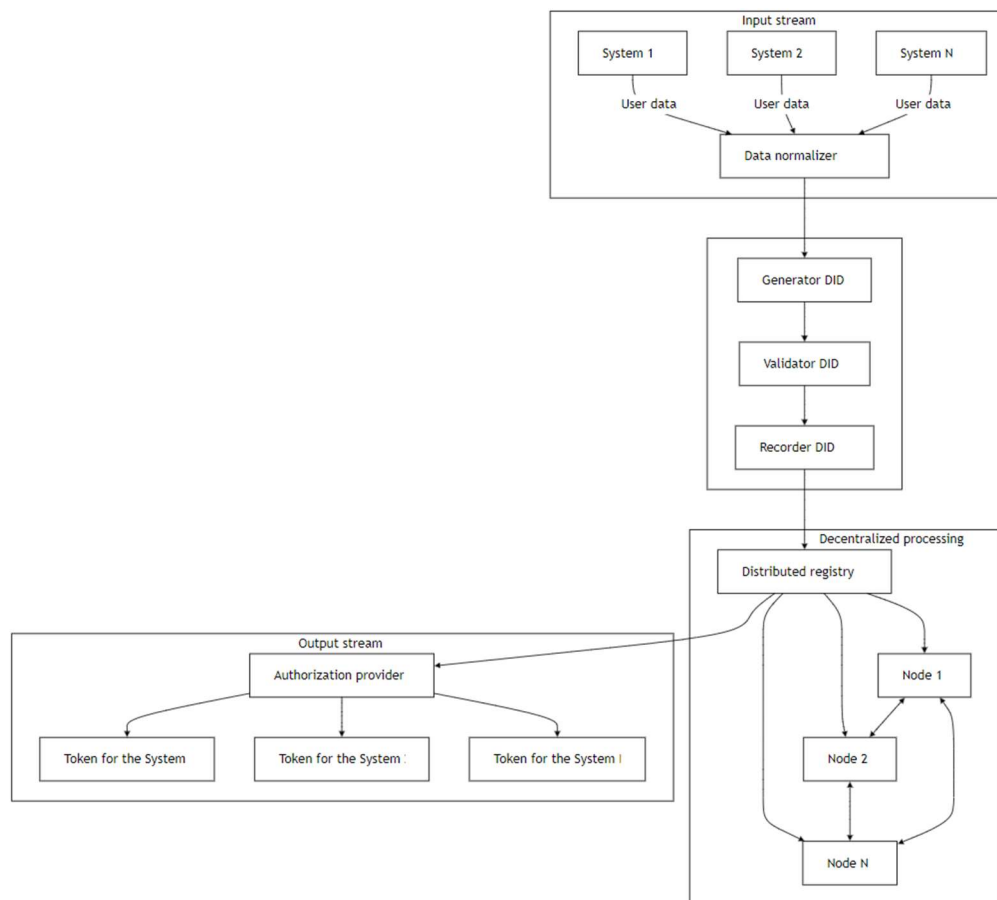 Input stream
System 1
System 2
System N
User data
User data
User data
Data normalizer
Generator DID
Validator DID
Recorder DID
Decentralized processing
Distributed registry
Output stream
Authorization provider
Node 1
Token for the System
Token for the System
Token for the System
Node 2
Node N